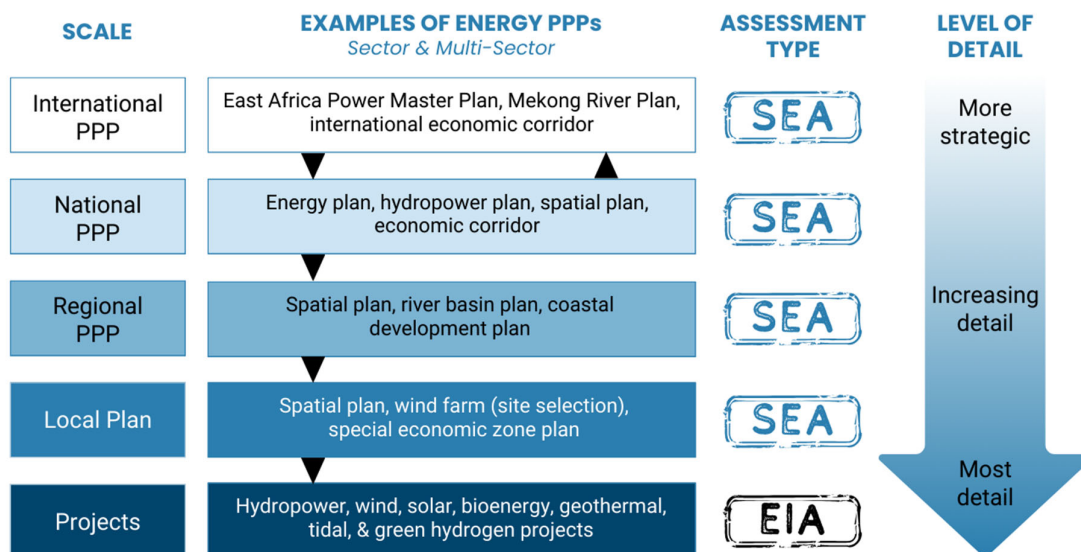 SCALE
EXAMPLES OF ENERGY PPPs
Sector & Multi-Sector
ASSESSMENT
TYPE
LEVEL OF
DETAIL
International
PPP
East Africa Power Master Plan, Mekong River Plan,
international economic corridor
SEA
More
strategic
National
PPP
Energy plan, hydropower plan, spatial plan,
economic corridor
SEA
Regional
PPP
Spatial plan, river basin plan, coastal
development plan
SEA
Increasing
detail
Local Plan
Spatial plan, wind farm (site selection),
special economic zone plan
SEA
Projects
Hydropower, wind, solar, bioenergy, geothermal,
tidal, & green hydrogen projects
EIA
Most
detail